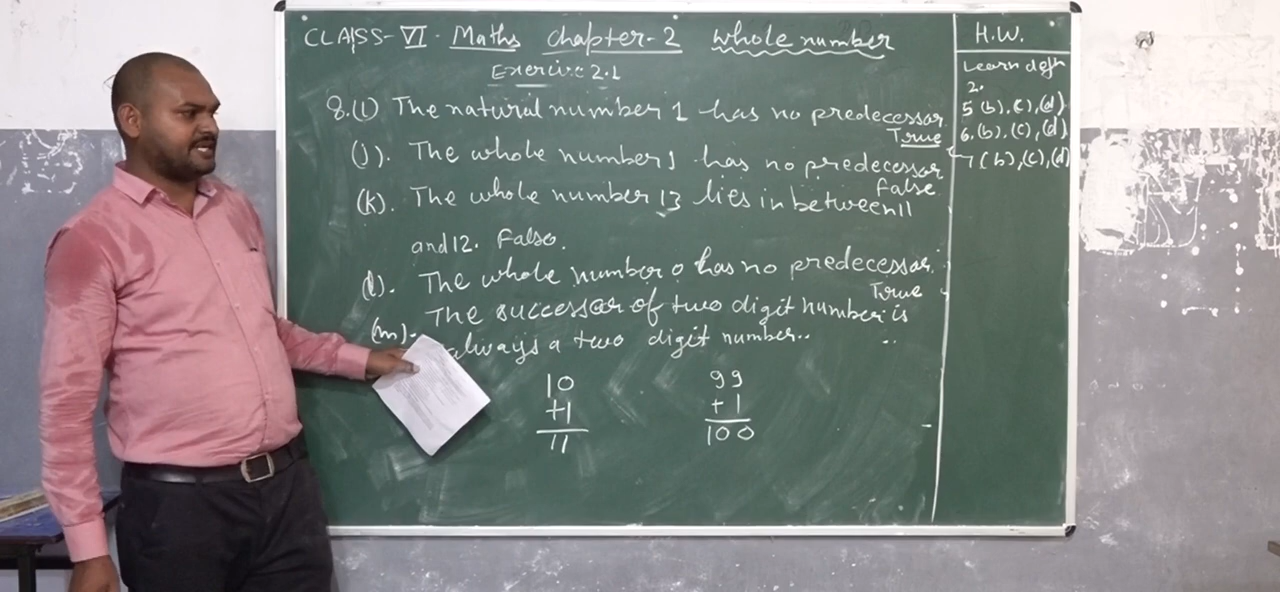 CLASS-VI. Maths chapter-2 whole number
Exercise 2.1
8.(i) The natural number 1 has no predecessor
True
(j). The whole number 1 has no predecessor
false
(k). The whole number 13 lies in between 11
and 12. False.
(l). The whole number 0 has no predecessor.
True
(m). The successor of two digit number is
always a two digit number..
10
+1
11
99
+1
100
H.W.
Learn defn
2.
5 (b), (c), (d)
6. (b), (c), (d)
7 (b), (c), (d)